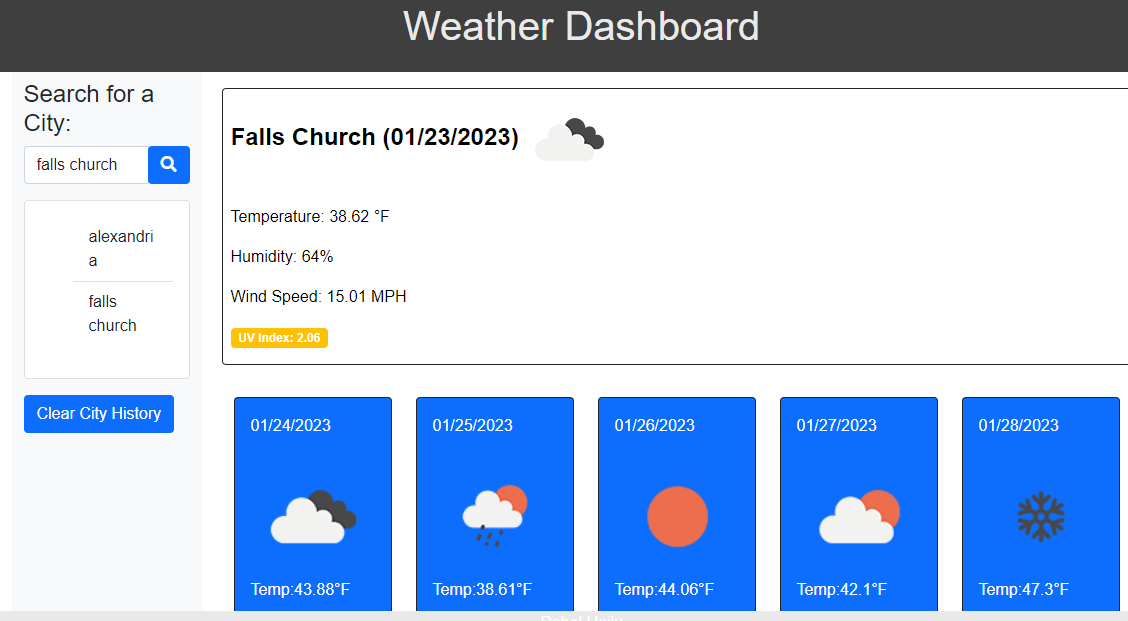 Weather Dashboard
Search for a
City:
falls church
alexandri
a
falls
church
Clear City History
Falls Church (01/23/2023)
Temperature: 38.62 °F
Humidity: 64%
Wind Speed: 15.01 MPH
UV Index: 2.06
01/24/2023
Temp:43.88°F
01/25/2023
Temp:38.61°F
01/26/2023
Temp:44.06°F
01/27/2023
Temp:42.1°F
01/28/2023
Temp:47.3°F